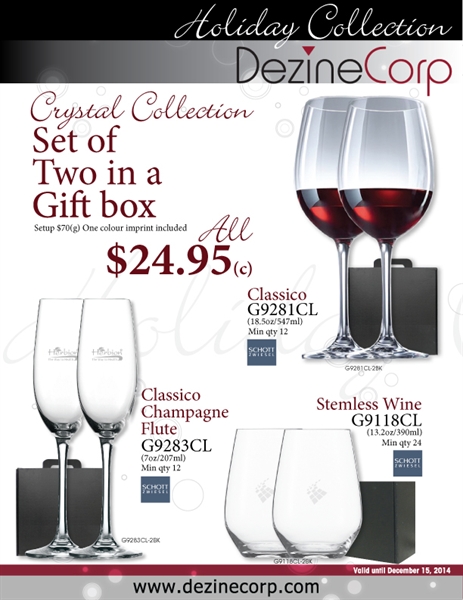 Holiday Collection
DezineCorp
Crystal Collection
Set of
Two in a
Gift box
Setup $70(g) One colour imprint included
All
$24.95(c)
Classico
G9281CL
(18.5oz/547ml)
Min qty 12
SCHOTT
ZWIESEL
G9281CL-2BK
Classico
Champagne
Flute
G9283CL
(7oz/207ml)
Min qty 12
SCHOTT
ZWIESEL
G9283CL-2BK
Stemless Wine
G9118CL
(13.2oz/390ml)
Min qty 24
SCHOTT
ZWIESEL
G9118CL-2BK
Holiday
Valid until December 15, 2014
www.dezinecorp.com